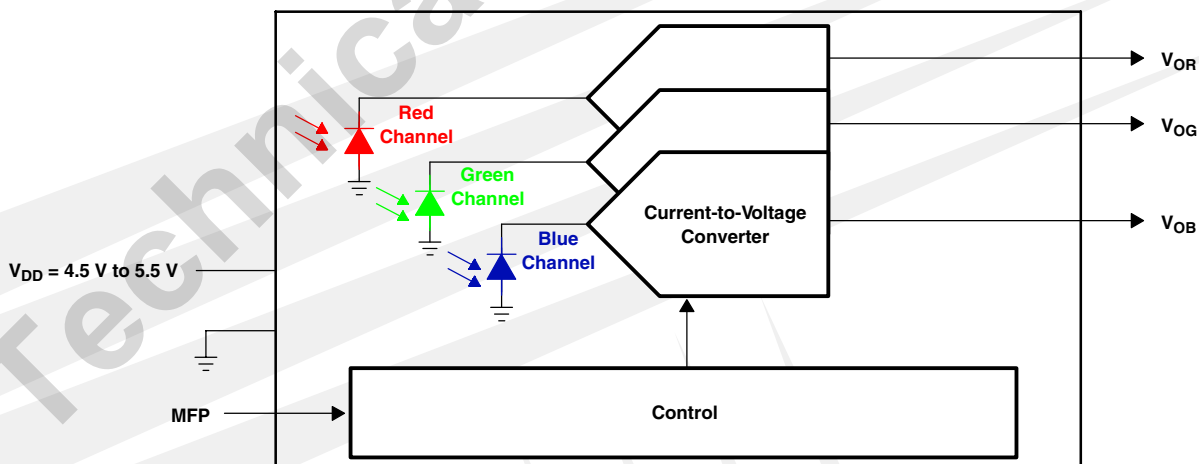 V_OR
Red
Channel
V_OG
Green
Channel
Current-to-Voltage
Converter
V_OB
Blue
Channel
V_DD = 4.5 V to 5.5 V
MFP
Control
Technica